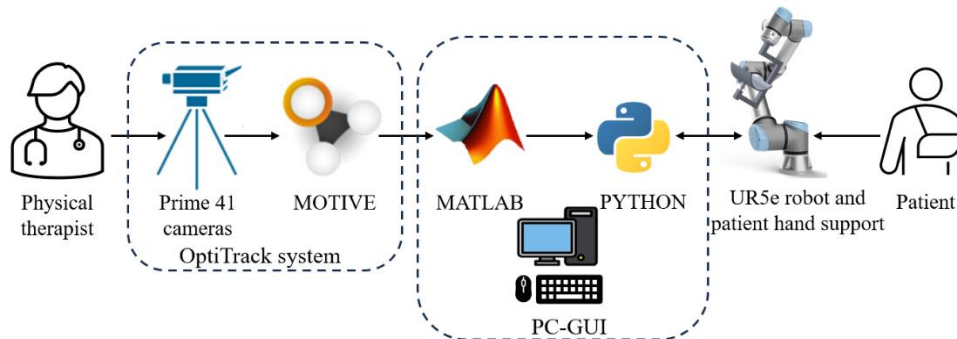 Physical
therapist
Prime 41
cameras
MOTIVE
OptiTrack system
MATLAB
PYTHON
PC-GUI
UR5e robot and
patient hand support
Patient